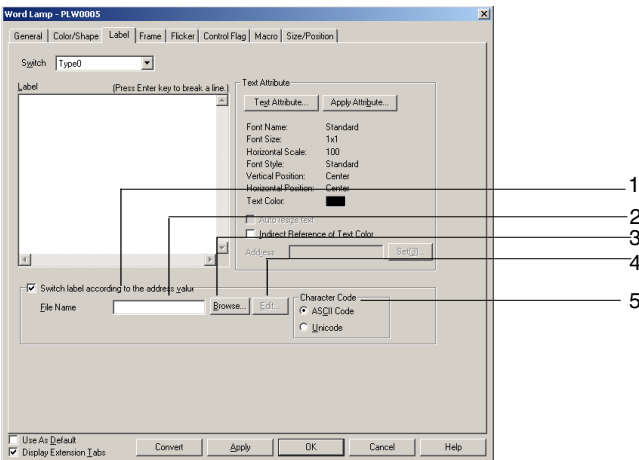 Word Lamp - PLW0005
General Color/Shape Label Frame Flicker Control Flag Macro Size/Position
Switch Type0
Label (Press Enter key to break a line.)
Text Attribute
Text Attribute... Apply Attribute...
Font Name: Standard
Font Size: 1x1
Horizontal Scale: 100
Font Style: Standard
Vertical Position: Center
Horizontal Position: Center
Text Color:
Auto resize text
Indirect Reference of Text Color
Address Set(3)...
1
2
3
4
Switch label according to the address value
File Name Browse... Edit...
Character Code
ASCII Code
Unicode
5
Use As Default
Display Extension Tabs
Convert Apply OK Cancel Help